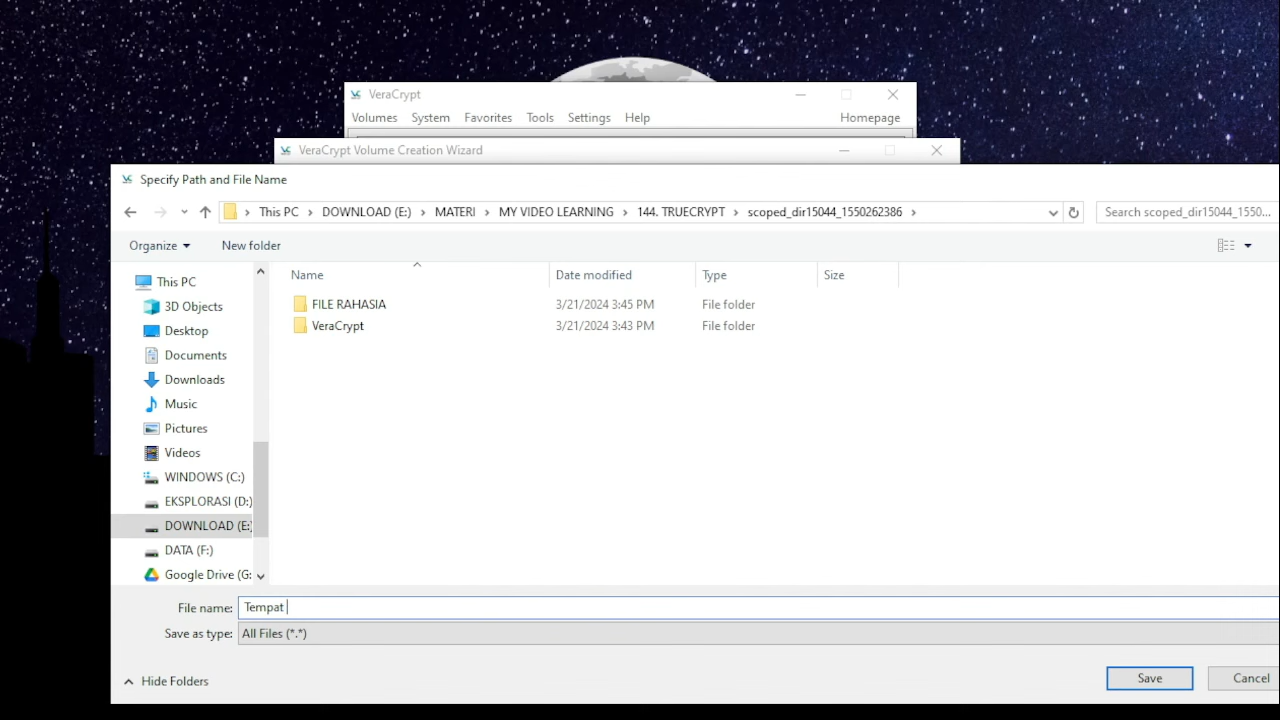 VeraCrypt
Volumes System Favorites Tools Settings Help Homepage
VeraCrypt Volume Creation Wizard
Specify Path and File Name
This PC > DOWNLOAD (E:) > MATERI > MY VIDEO LEARNING > 144. TRUECRYPT > scoped_dir15044_1550262386 >
Search scoped_dir15044_1550...
Organize New folder
Name Date modified Type Size
This PC
3D Objects
Desktop
Documents
Downloads
Music
Pictures
Videos
WINDOWS (C:)
EKSPLORASI (D:)
DOWNLOAD (E:
DATA (F:)
Google Drive (G:
FILE RAHASIA 3/21/2024 3:45 PM File folder
VeraCrypt 3/21/2024 3:43 PM File folder
File name: Tempat
Save as type: All Files (*.*)
Hide Folders
Save Cancel